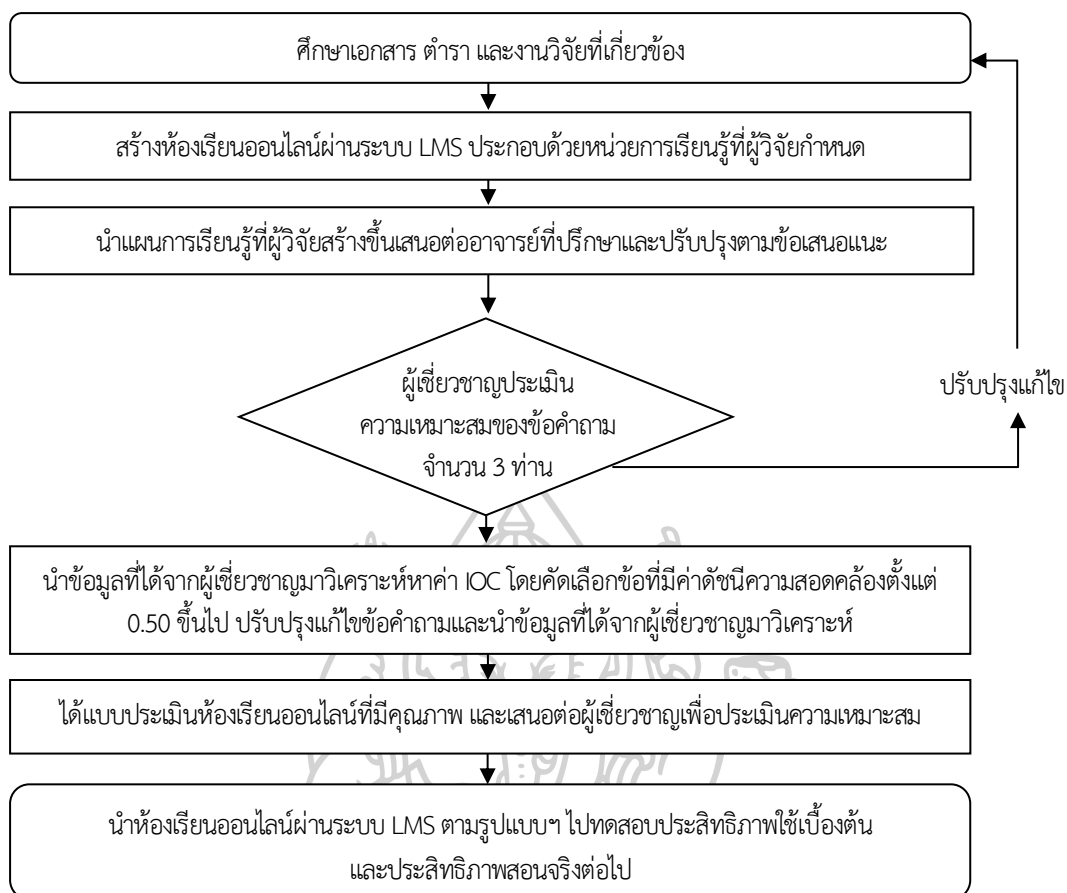 ศึกษาเอกสาร ตำรา และงานวิจัยที่เกี่ยวข้อง
สร้างห้องเรียนออนไลน์ผ่านระบบ LMS ประกอบด้วยหน่วยการเรียนรู้ที่ผู้วิจัยกำหนด
นำแผนการเรียนรู้ที่ผู้วิจัยสร้างขึ้นเสนอต่ออาจารย์ที่ปรึกษาและปรับปรุงตามข้อเสนอแนะ
ผู้เชี่ยวชาญประเมิน
ความเหมาะสมของข้อคำถาม
จำนวน 3 ท่าน
ปรับปรุงแก้ไข
นำข้อมูลที่ได้จากผู้เชี่ยวชาญมาวิเคราะห์หาค่า IOC โดยคัดเลือกข้อที่มีค่าดัชนีความสอดคล้องตั้งแต่
0.50 ขึ้นไป ปรับปรุงแก้ไขข้อคำถามและนำข้อมูลที่ได้จากผู้เชี่ยวชาญมาวิเคราะห์
ได้แบบประเมินห้องเรียนออนไลน์ที่มีคุณภาพ และเสนอต่อผู้เชี่ยวชาญเพื่อประเมินความเหมาะสม
นำห้องเรียนออนไลน์ผ่านระบบ LMS ตามรูปแบบฯ ไปทดสอบประสิทธิภาพใช้เบื้องต้น
และประสิทธิภาพสอนจริงต่อไป